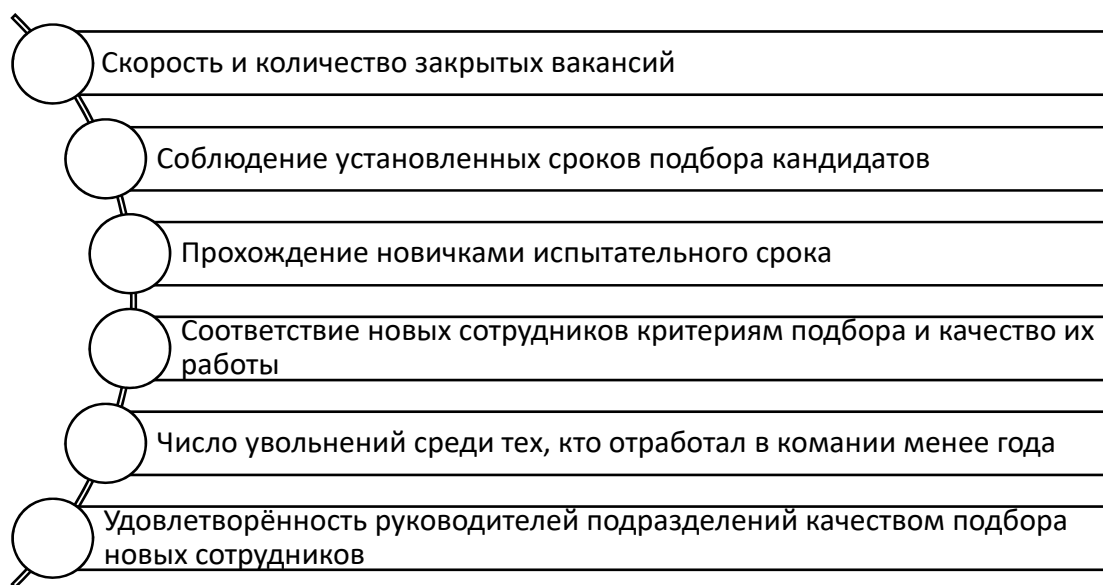 Скорость и количество закрытых вакансий
Соблюдение установленных сроков подбора кандидатов
Прохождение новичками испытательного срока
Соответствие новых сотрудников критериям подбора и качество их
работы
Число увольнений среди тех, кто отработал в комании менее года
Удовлетворённость руководителей подразделений качеством подбора
новых сотрудников